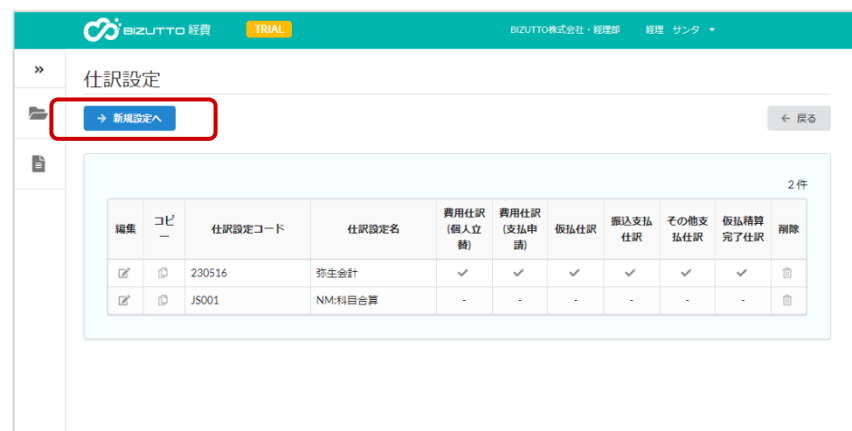 BIZUTTO 経費 TRIAL BIZUTTO株式会社・経理部 経理 サンタ
仕訳設定
新規設定へ 戻る
2 件
編集 コピー 仕訳設定コード 仕訳設定名 費用仕訳(個人立替) 費用仕訳(支払申請) 仮払仕訳 振込支払仕訳 その他支払仕訳 仮払精算完了仕訳 削除
230516 弥生会計
JS001 NM:科目合算 - - - - - -